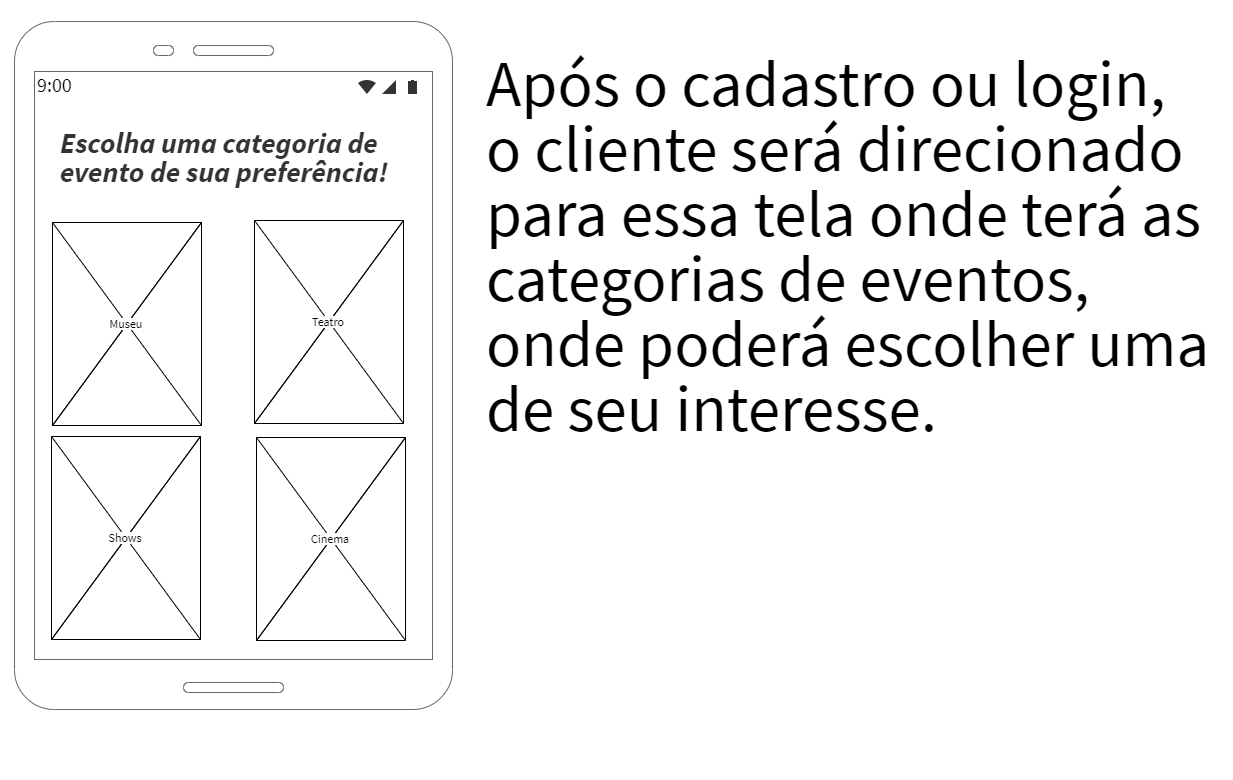 9:00
Escolha uma categoria de
evento de sua preferência!
Museu
Teatro
Shows
Cinema
Após o cadastro ou login,
o cliente será direcionado
para essa tela onde terá as
categorias de eventos,
onde poderá escolher uma
de seu interesse.